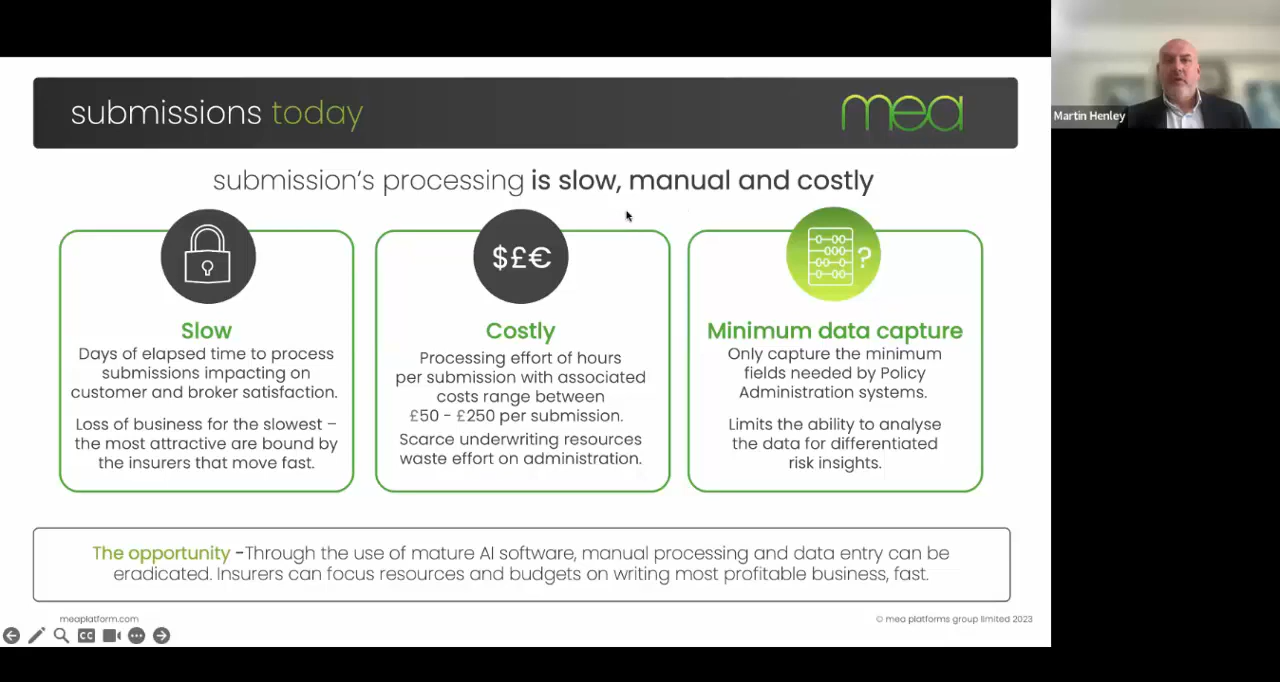 submissions today
mea
Martin Henley
submission's processing is slow, manual and costly
$£€
?
Slow
Days of elapsed time to process
submissions impacting on
customer and broker satisfaction.
Loss of business for the slowest –
the most attractive are bound by
the insurers that move fast.
Costly
Processing effort of hours
per submission with associated
costs range between
£50 - £250 per submission.
Scarce underwriting resources
waste effort on administration.
Minimum data capture
Only capture the minimum
fields needed by Policy
Administration systems.
Limits the ability to analyse
the data for differentiated
risk insights.
The opportunity -Through the use of mature AI software, manual processing and data entry can be
eradicated. Insurers can focus resources and budgets on writing most profitable business, fast.
meaplatform.com
© mea platforms group limited 2023
CC